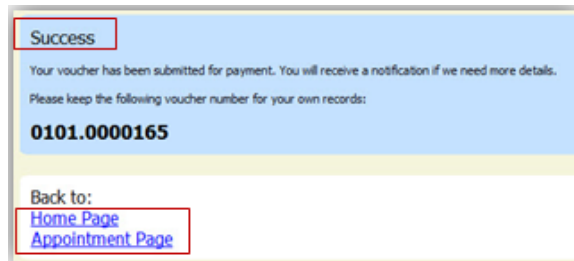 Success
Your voucher has been submitted for payment. You will receive a notification if we need more details.
Please keep the following voucher number for your own records:
0101.0000165
Back to:
Home Page
Appointment Page